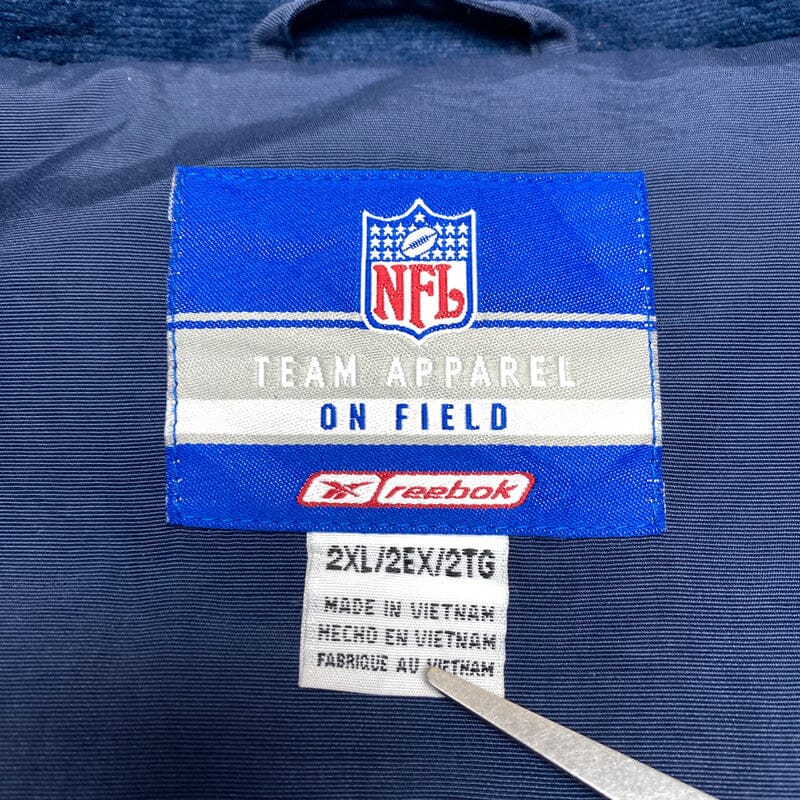 NFL
TEAM APPAREL
ON FIELD
reebok
2XL/2EX/2TG
MADE IN VIETNAM
HECHO EN VIETNAM
FABRIQUE AU VIETNAM